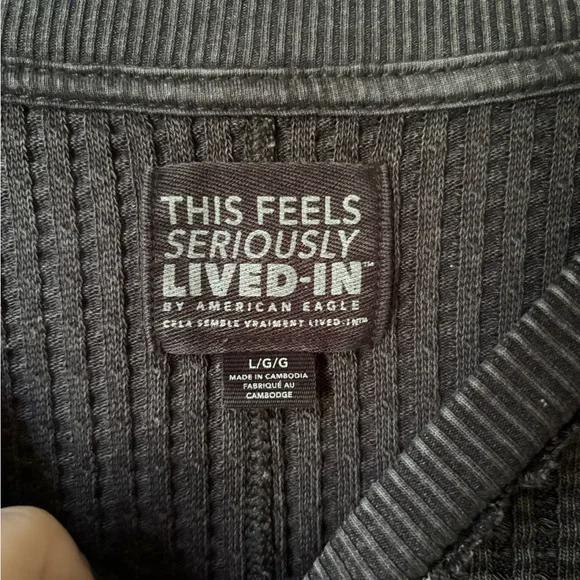 THIS FEELS
SERIOUSLY
LIVED-IN™
BY AMERICAN EAGLE
CELA SEMBLE VRAIMENT LIVED-IN™
L/G/G
MADE IN CAMBODIA
FABRIQUÉ AU
CAMBODGE